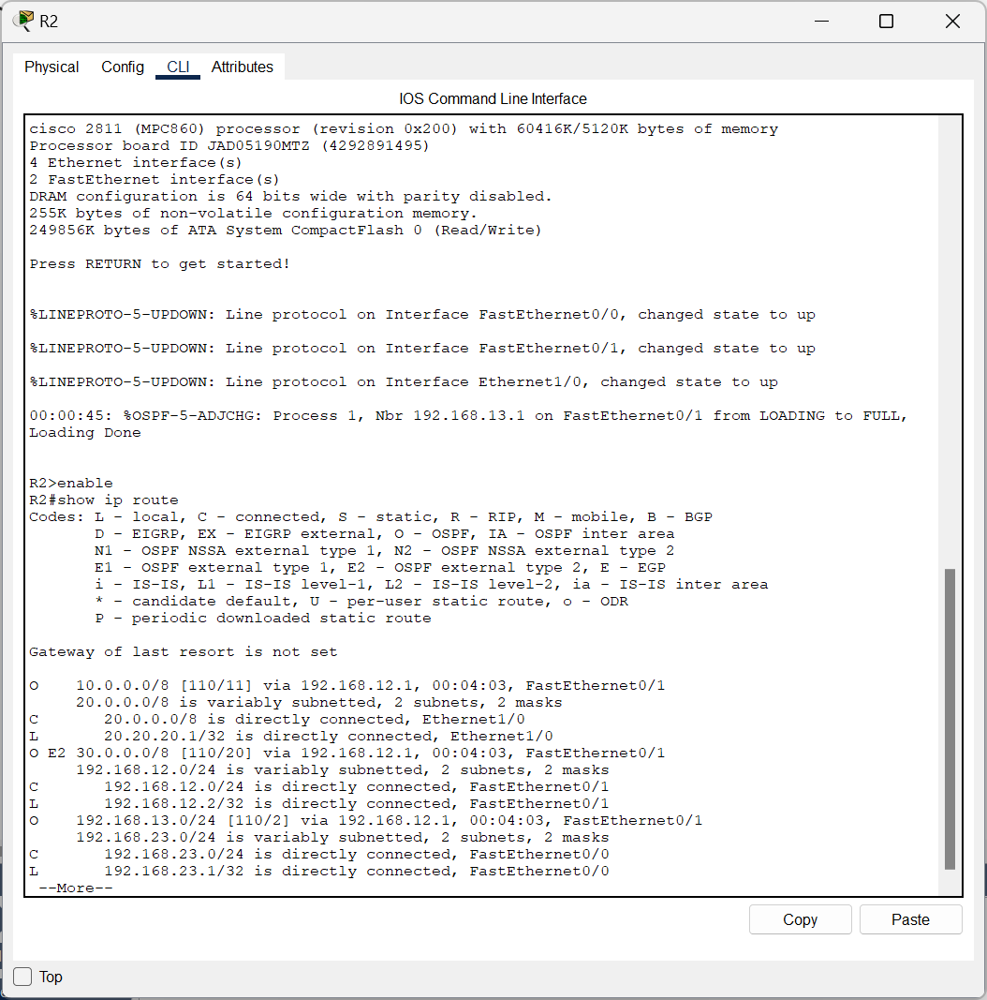 R2
Physical Config CLI Attributes
IOS Command Line Interface
cisco 2811 (MPC860) processor (revision 0x200) with 60416K/5120K bytes of memory
Processor board ID JAD05190MTZ (4292891495)
4 Ethernet interface(s)
2 FastEthernet interface(s)
DRAM configuration is 64 bits wide with parity disabled.
255K bytes of non-volatile configuration memory.
249856K bytes of ATA System CompactFlash 0 (Read/Write)
Press RETURN to get started!
%LINEPROTO-5-UPDOWN: Line protocol on Interface FastEthernet0/0, changed state to up
%LINEPROTO-5-UPDOWN: Line protocol on Interface FastEthernet0/1, changed state to up
%LINEPROTO-5-UPDOWN: Line protocol on Interface Ethernet1/0, changed state to up
00:00:45: %OSPF-5-ADJCHG: Process 1, Nbr 192.168.13.1 on FastEthernet0/1 from LOADING to FULL,
Loading Done
R2>enable
R2#show ip route
Codes: L - local, C - connected, S - static, R - RIP, M - mobile, B - BGP
       D - EIGRP, EX - EIGRP external, O - OSPF, IA - OSPF inter area
       N1 - OSPF NSSA external type 1, N2 - OSPF NSSA external type 2
       E1 - OSPF external type 1, E2 - OSPF external type 2, E - EGP
       i - IS-IS, L1 - IS-IS level-1, L2 - IS-IS level-2, ia - IS-IS inter area
       * - candidate default, U - per-user static route, o - ODR
       P - periodic downloaded static route
Gateway of last resort is not set
O    10.0.0.0/8 [110/11] via 192.168.12.1, 00:04:03, FastEthernet0/1
     20.0.0.0/8 is variably subnetted, 2 subnets, 2 masks
C       20.0.0.0/8 is directly connected, Ethernet1/0
L       20.20.20.1/32 is directly connected, Ethernet1/0
O E2 30.0.0.0/8 [110/20] via 192.168.12.1, 00:04:03, FastEthernet0/1
     192.168.12.0/24 is variably subnetted, 2 subnets, 2 masks
C       192.168.12.0/24 is directly connected, FastEthernet0/1
L       192.168.12.2/32 is directly connected, FastEthernet0/1
O    192.168.13.0/24 [110/2] via 192.168.12.1, 00:04:03, FastEthernet0/1
     192.168.23.0/24 is variably subnetted, 2 subnets, 2 masks
C       192.168.23.0/24 is directly connected, FastEthernet0/0
L       192.168.23.1/32 is directly connected, FastEthernet0/0
 --More--
Copy Paste
Top